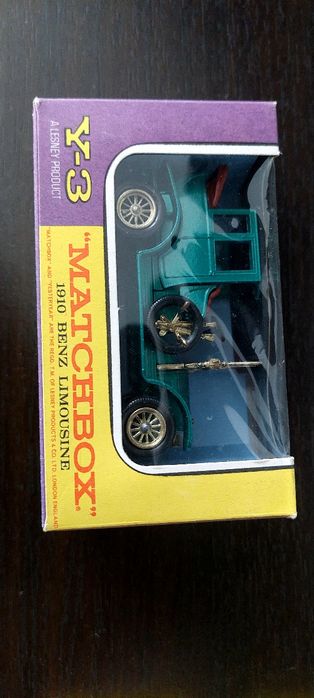 Y-3
A LESNEY PRODUCT
"MATCHBOX"®
1910 BENZ LIMOUSINE
"MATCHBOX" AND "YESTERYEAR" ARE THE REGD. T.M. OF LESNEY PRODUCTS & CO. LTD. LONDON ENGLAND